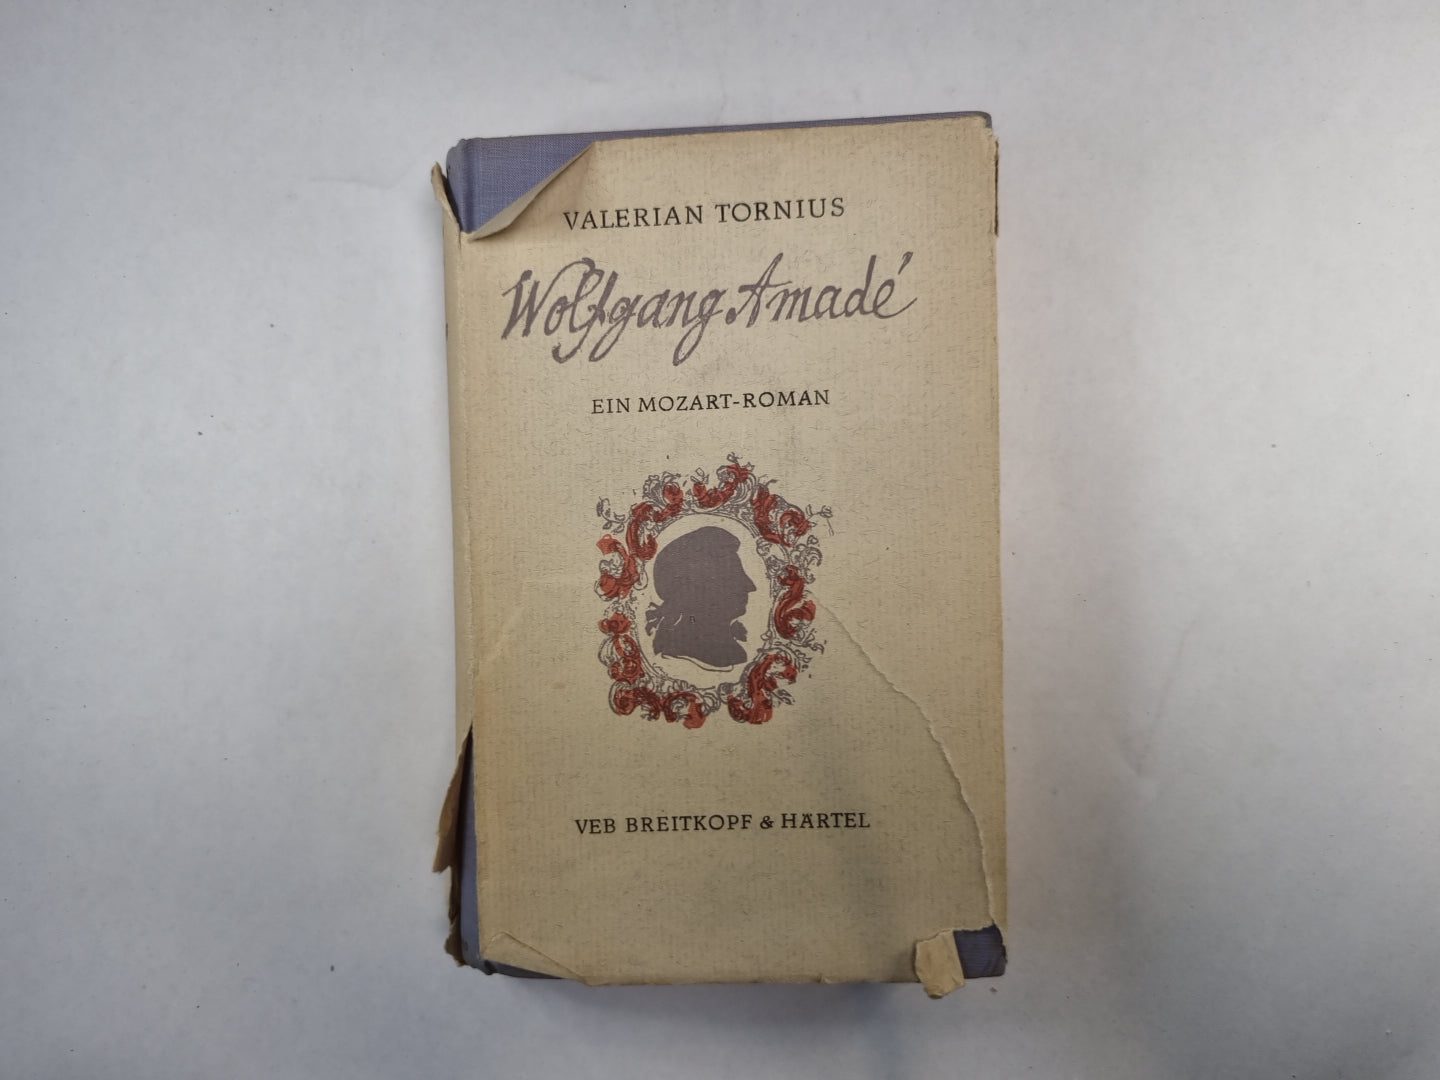 VALERIAN TORNIUS
Wolfgang Amadé
EIN MOZART-ROMAN
VEB BREITKOPF & HÄRTEL